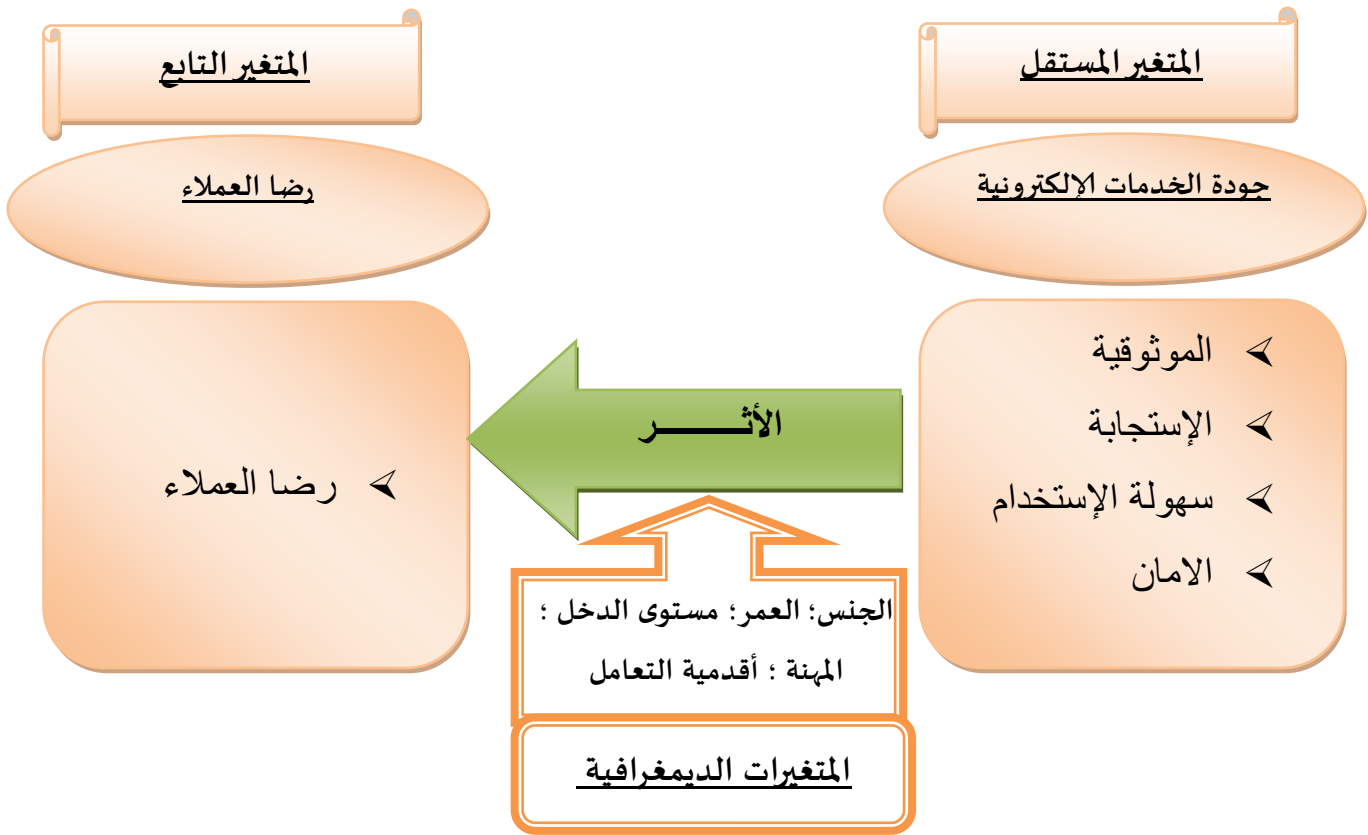 المتغير المستقل
جودة الخدمات الإلكترونية
الموثوقية
الإستجابة
سهولة الإستخدام
الامان
الأثـــــــر
المتغير التابع
رضا العملاء
رضا العملاء
الجنس؛ العمر؛ مستوى الدخل ؛
المهنة ؛ أقدمية التعامل
المتغيرات الديمغرافية